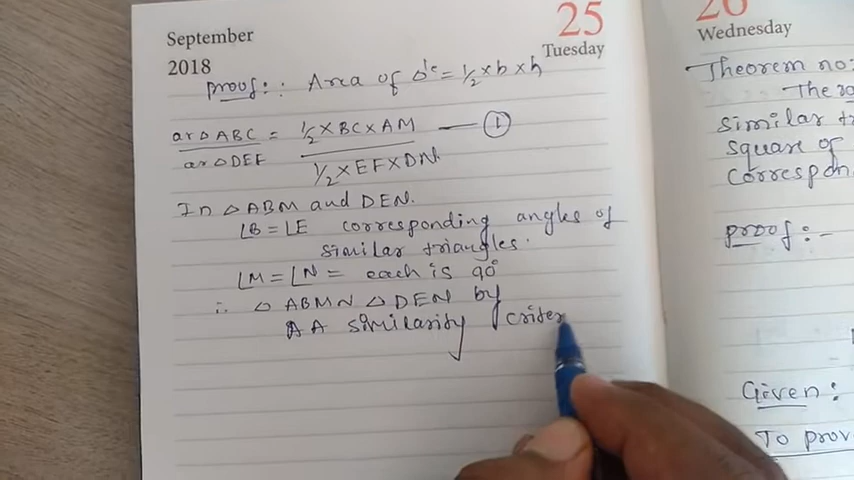 September
2018
25
Tuesday
proof:: Area of Δle = 1/2 × b × h
ar Δ ABC = 1/2 × BC × AM — ①
ar Δ DEF 1/2 × EF × DN
In Δ ABM and DEN.
∠B = ∠E corresponding angles of
similar triangles.
∠M = ∠N = each is 90°
∴ Δ ABM ~ Δ DEN by
AA similarity criter
26
Wednesday
Theorem no:
The
similar
square of
correspon
proof:-
Given:
To prov